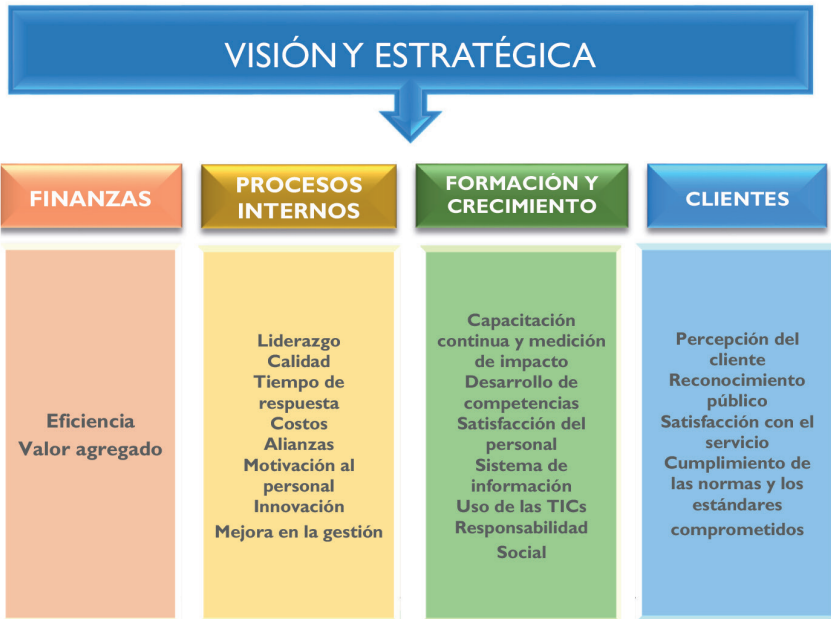 VISIÓN Y ESTRATÉGICA
FINANZAS
Eficiencia
Valor agregado
PROCESOS
INTERNOS
Liderazgo
Calidad
Tiempo de
respuesta
Costos
Alianzas
Motivación al
personal
Innovación
Mejora en la gestión
FORMACIÓN Y
CRECIMIENTO
Capacitación
continua y medición
de impacto
Desarrollo de
competencias
Satisfacción del
personal
Sistema de
información
Uso de las TICs
Responsabilidad
Social
CLIENTES
Percepción del
cliente
Reconocimiento
público
Satisfacción con el
servicio
Cumplimiento de
las normas y los
estándares
comprometidos